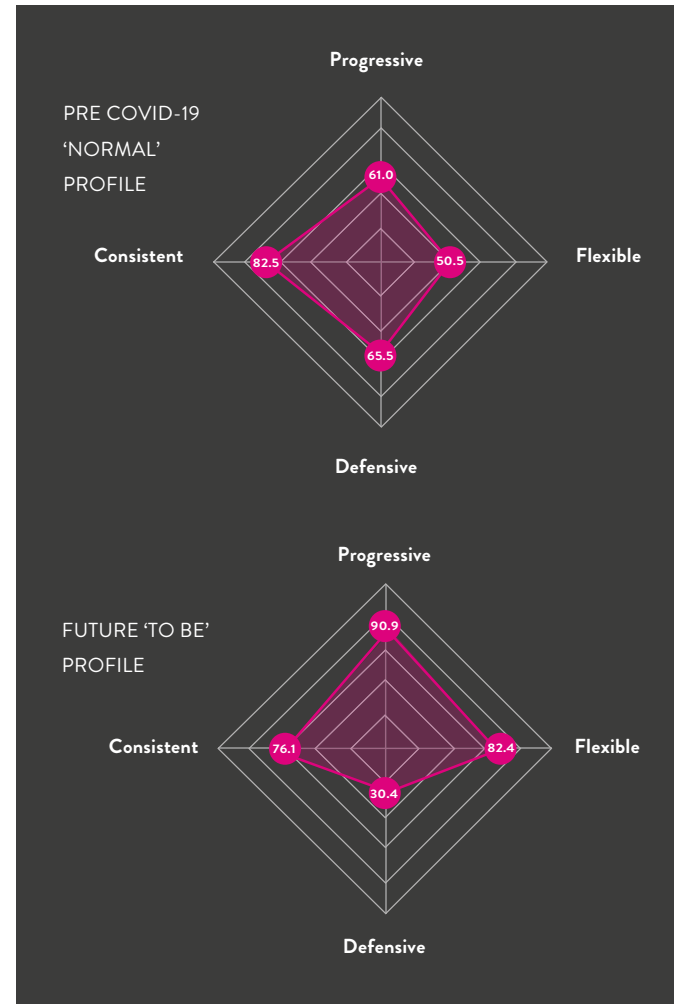 Progressive
PRE COVID-19
‘NORMAL’
PROFILE
61.0
Consistent
82.5
50.5
Flexible
65.5
Defensive
Progressive
FUTURE ‘TO BE’
PROFILE
90.9
Consistent
76.1
82.4
Flexible
30.4
Defensive